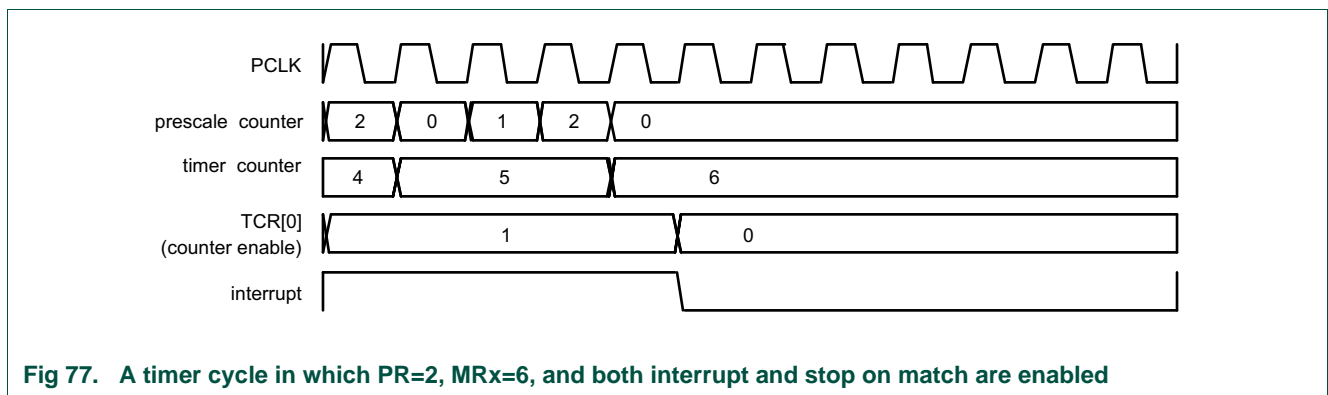 PCLK
prescale counter 2 0 1 2 0
timer counter 4 5 6
TCR[0] 1 0
(counter enable)
interrupt
Fig 77. A timer cycle in which PR=2, MRx=6, and both interrupt and stop on match are enabled